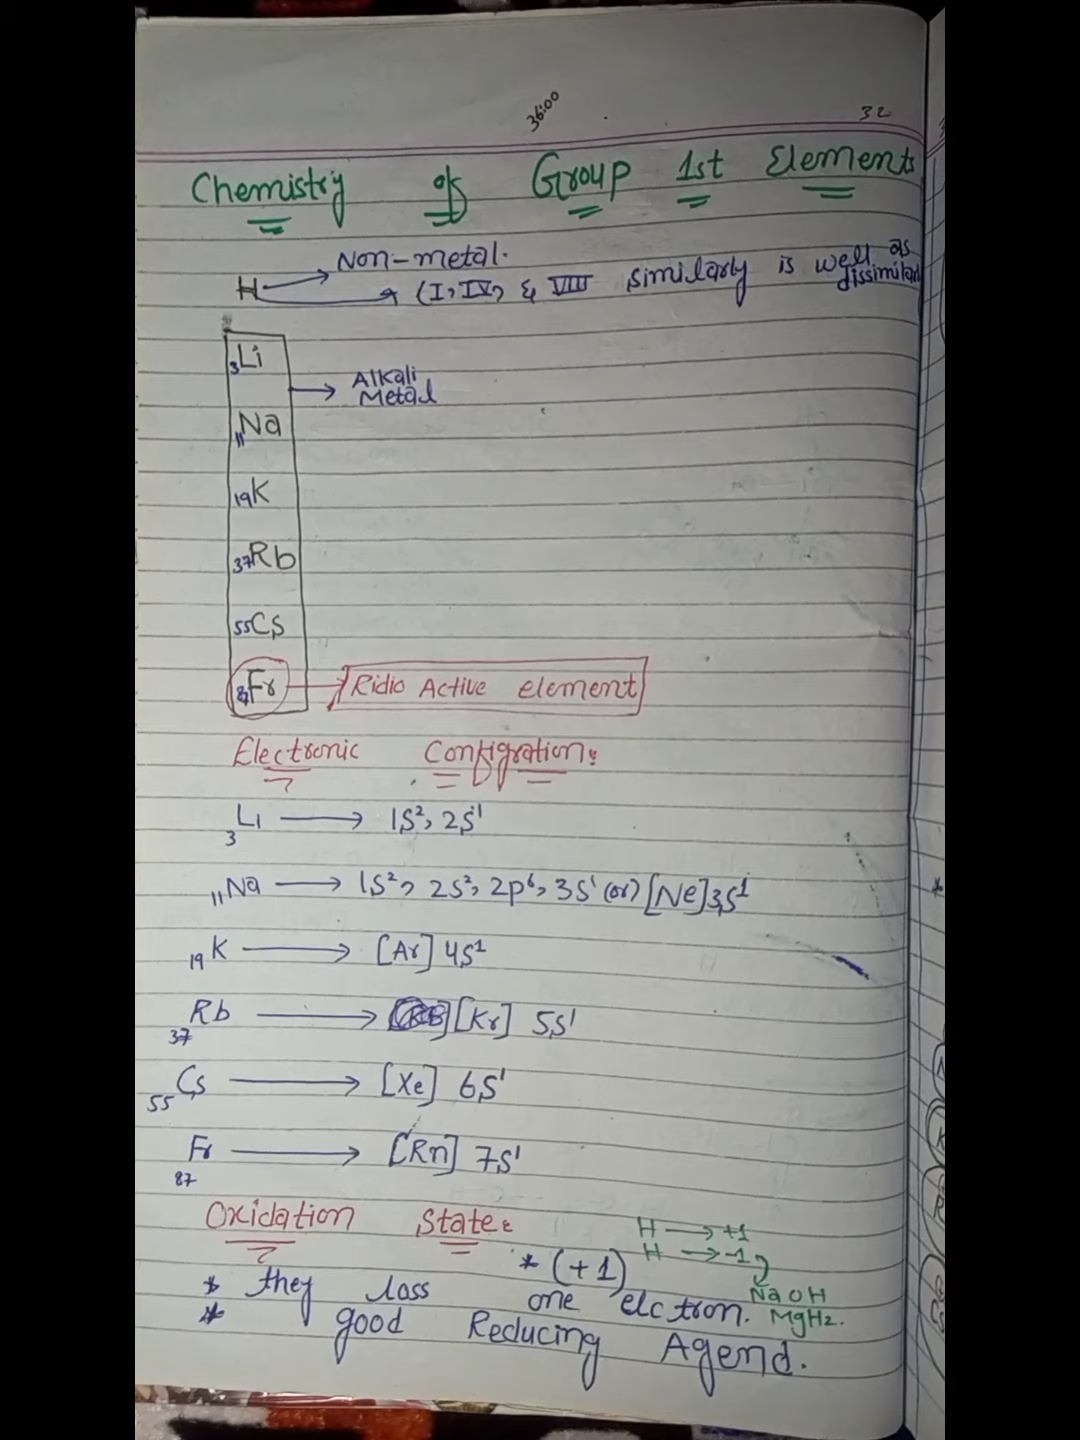 36:00
32
Chemistry of Group 1st Elements
H → Non-metal.
→ (I, IV, & VIII similarly is well as dissimilar
3Li
→ Alkali
Metal
11Na
19K
37Rb
55Cs
87Fr → Ridio Active element
Electronic Configration:
3Li → 1S², 2S¹
11Na → 1S², 2S², 2p⁶, 3S¹ (or) [Ne]3S¹
19K → [Ar] 4S¹
37Rb → [Kr] 5S¹
55Cs → [Xe] 6S¹
87Fr → [Rn] 7S¹
Oxidation State:
H → +1
H → -1
* (+1)
NaOH
MgH2.
* they loss one elctron.
* good Reducing Agend.